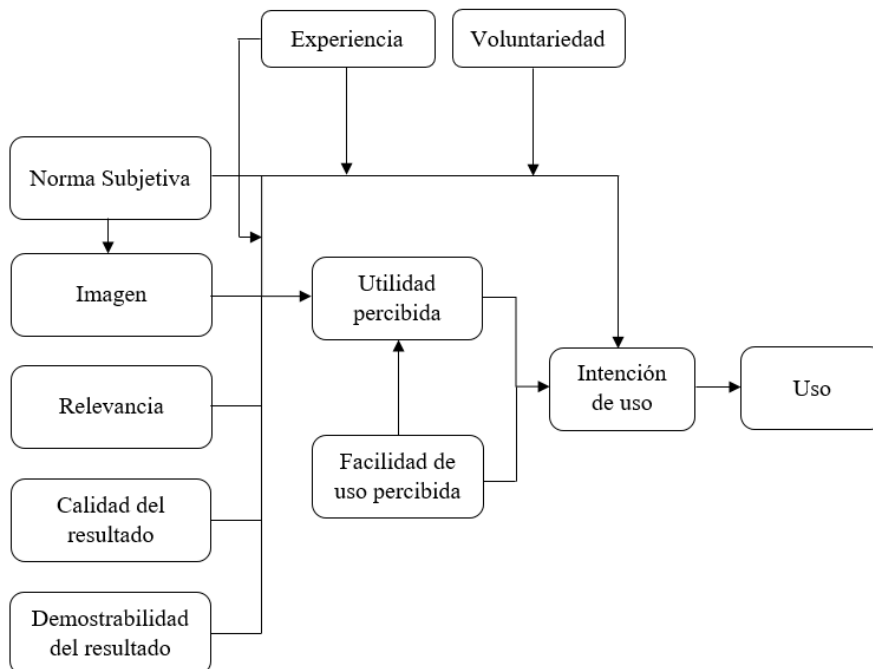 Experiencia
Voluntariedad
Norma Subjetiva
Imagen
Utilidad
percibida
Relevancia
Intención
de uso
Uso
Facilidad de
uso percibida
Calidad del
resultado
Demostrabilidad
del resultado